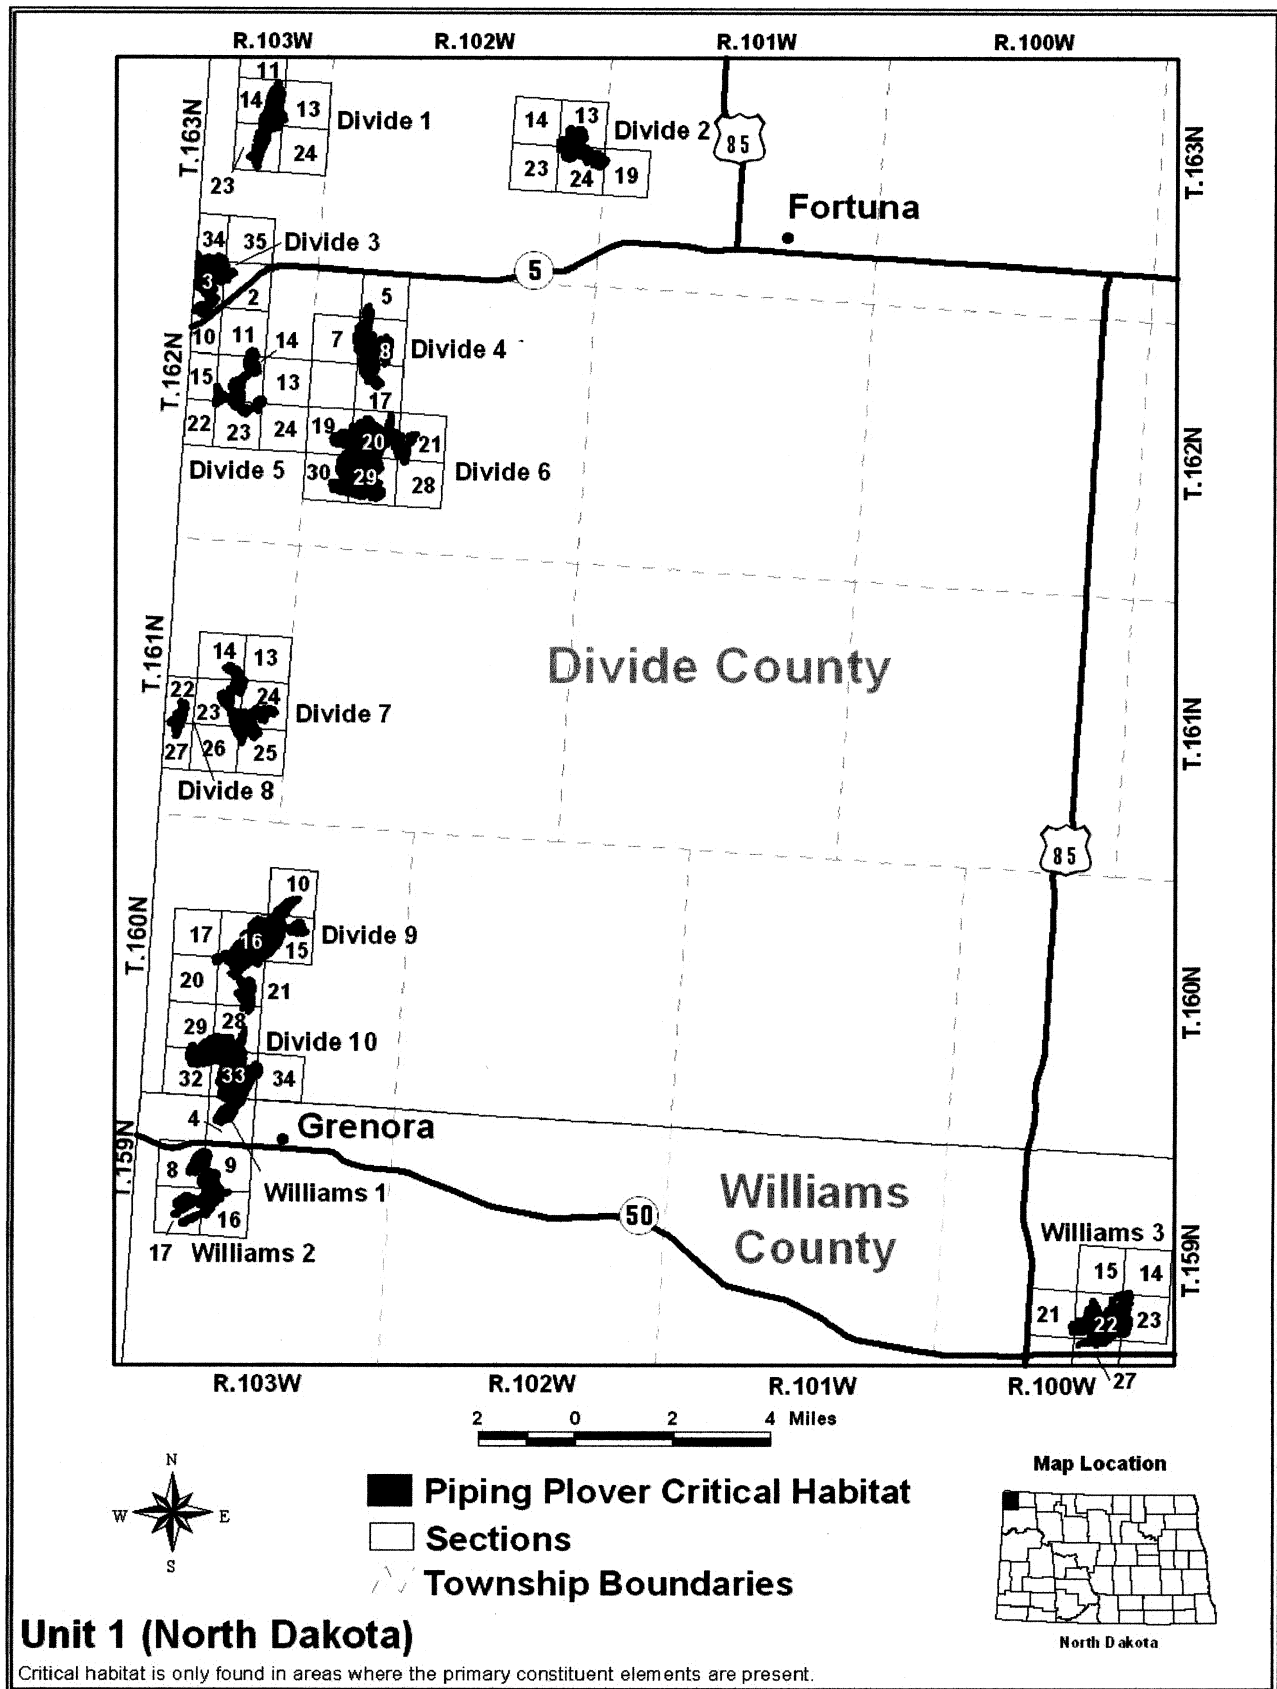 R.103W R.102W R.101W R.100W
T.163N
11
14 13 Divide 1
24
23
14 13 Divide 2
23 24 19
85
T.163N
Fortuna
34 35 Divide 3
3 2
5
5
T.162N
10 11 14
7 8 Divide 4
15 13
17
22 23 24 19 20 21
Divide 5 30 29 28 Divide 6
T.162N
T.161N
14 13
22 23 24 Divide 7
27 26 25
Divide 8
Divide County
T.161N
85
T.160N
10
17 16 15 Divide 9
20 21
29 28 Divide 10
32 33 34
T.160N
4 Grenora
T.159N
8 9 Williams 1
16
17 Williams 2
50
Williams
County
Williams 3
15 14
21 22 23
27
T.159N
R.103W R.102W R.101W R.100W
2 0 2 4 Miles
N
W E
S
Piping Plover Critical Habitat
Sections
Township Boundaries
Map Location
North Dakota
Unit 1 (North Dakota)
Critical habitat is only found in areas where the primary constituent elements are present.